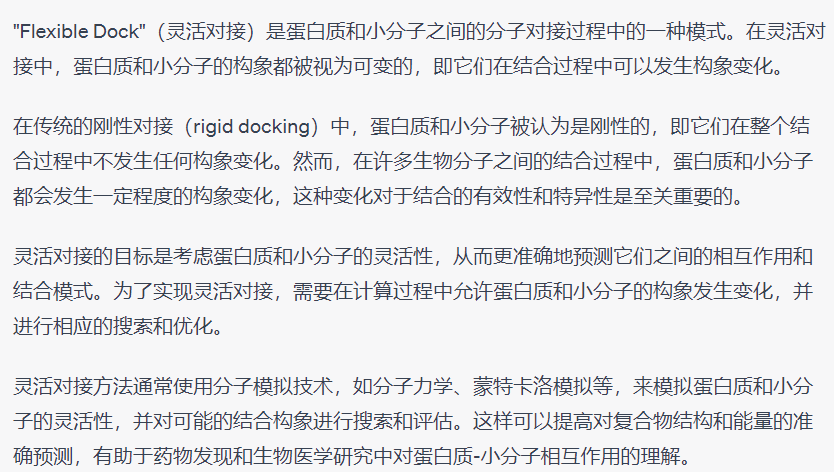 "Flexible Dock"（灵活对接）是蛋白质和小分子之间的分子对接过程中的一种模式。在灵活对
接中，蛋白质和小分子的构象都被视为可变的，即它们在结合过程中可以发生构象变化。
在传统的刚性对接（rigid docking）中，蛋白质和小分子被认为是刚性的，即它们在整个结
合过程中不发生任何构象变化。然而，在许多生物分子之间的结合过程中，蛋白质和小分子
都会发生一定程度的构象变化，这种变化对于结合的有效性和特异性是至关重要的。
灵活对接的目标是考虑蛋白质和小分子的灵活性，从而更准确地预测它们之间的相互作用和
结合模式。为了实现灵活对接，需要在计算过程中允许蛋白质和小分子的构象发生变化，并
进行相应的搜索和优化。
灵活对接方法通常使用分子模拟技术，如分子力学、蒙特卡洛模拟等，来模拟蛋白质和小分
子的灵活性，并对可能的结合构象进行搜索和评估。这样可以提高对复合物结构和能量的准
确预测，有助于药物发现和生物医学研究中对蛋白质-小分子相互作用的理解。